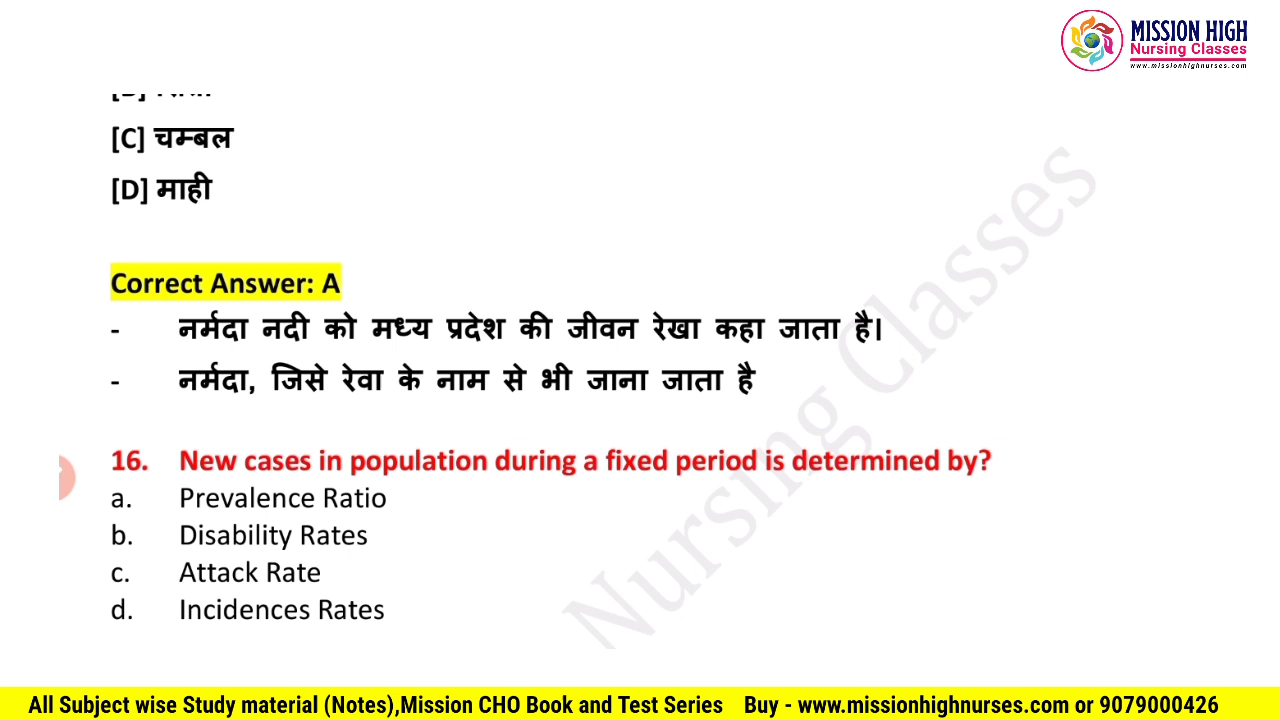 MISSION HIGH
Nursing Classes
www.missionhighnurses.com
[C] चम्बल
[D] माही
Correct Answer: A
- नर्मदा नदी को मध्य प्रदेश की जीवन रेखा कहा जाता है।
- नर्मदा, जिसे रेवा के नाम से भी जाना जाता है
16. New cases in population during a fixed period is determined by?
a. Prevalence Ratio
b. Disability Rates
c. Attack Rate
d. Incidences Rates
Nursing Classes
All Subject wise Study material (Notes),Mission CHO Book and Test Series Buy - www.missionhighnurses.com or 9079000426